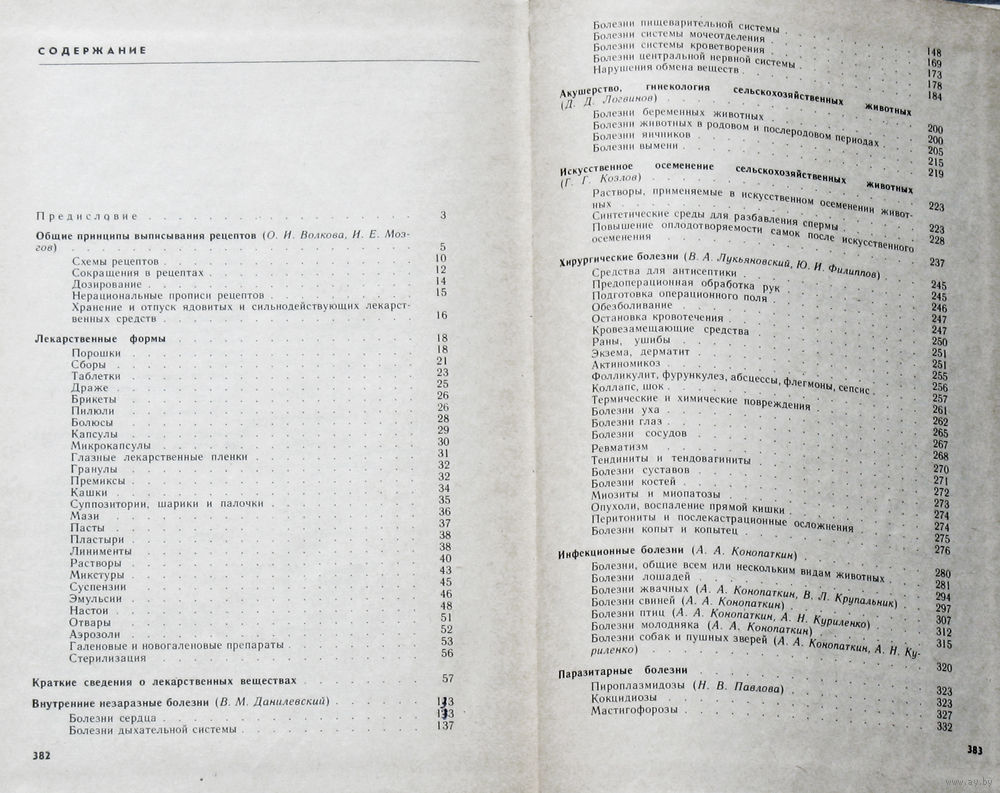 СОДЕРЖАНИЕ
Предисловие . . . 3
Общие принципы выписывания рецептов (О. И. Волкова, И. Е. Моз-
гов) . . . 5
Схемы рецептов . . . 10
Сокращения в рецептах . . . 12
Дозирование . . . 14
Нерациональные прописи рецептов . . . 15
Хранение и отпуск ядовитых и сильнодействующих лекарст-
венных средств . . . 16
Лекарственные формы . . . 18
Порошки . . . 18
Сборы . . . 21
Таблетки . . . 23
Драже . . . 25
Брикеты . . . 26
Пилюли . . . 26
Болюсы . . . 28
Капсулы . . . 29
Микрокапсулы . . . 30
Глазные лекарственные пленки . . . 31
Гранулы . . . 32
Премиксы . . . 32
Кашки . . . 34
Суппозитории, шарики и палочки . . . 35
Мази . . . 36
Пасты . . . 37
Пластыри . . . 38
Линименты . . . 38
Растворы . . . 40
Микстуры . . . 43
Суспензии . . . 45
Эмульсии . . . 46
Настои . . . 48
Отвары . . . 51
Аэрозоли . . . 52
Галеновы и новогаленовы препараты . . . 53
Стерилизация . . . 56
Краткие сведения о лекарственных веществах . . . 57
Внутренние незаразные болезни (В. М. Данилевский) . . . 133
Болезни сердца . . . 133
Болезни дыхательной системы . . . 137
382
Болезни пищеварительной системы . . . 148
Болезни системы мочеотделения . . . 169
Болезни системы кроветворения . . . 173
Болезни центральной нервной системы . . . 178
Нарушения обмена веществ . . . 184
Акушерство, гинекология сельскохозяйственных животных
(Д. Д. Логвинов) . . . 200
Болезни беременных животных . . . 200
Болезни животных в родовом и послеродовом периодах . . . 205
Болезни яичников . . . 215
Болезни вымени . . . 219
Искусственное осеменение сельскохозяйственных животных
(Г. Г. Козлов) . . . 223
Растворы, применяемые в искусственном осеменении живот-
ных . . . 223
Синтетические среды для разбавления спермы . . . 228
Повышение оплодотворяемости самок после искусственного
осеменения . . . 237
Хирургические болезни (В. А. Лукьяновский, Ю. И. Филиппов) . . . 245
Средства для антисептики . . . 245
Предоперационная обработка рук . . . 246
Подготовка операционного поля . . . 247
Обезболивание . . . 247
Остановка кровотечения . . . 250
Кровезамещающие средства . . . 251
Раны, ушибы . . . 251
Экзема, дерматит . . . 255
Актиномикоз . . . 256
Фолликулит, фурункулез, абсцессы, флегмоны, сепсис . . . 257
Коллапс, шок . . . 261
Термические и химические повреждения . . . 262
Болезни уха . . . 265
Болезни глаз . . . 267
Болезни сосудов . . . 268
Ревматизм . . . 270
Тендиниты и тендовагиниты . . . 271
Болезни суставов . . . 272
Болезни костей . . . 273
Миозиты и миопатозы . . . 274
Опухоли, воспаление прямой кишки . . . 274
Перитониты и послекастрационные осложнения . . . 275
Болезни копыт и копытец . . . 276
Инфекционные болезни (А. А. Конопаткин) . . . 280
Болезни, общие всем или нескольким видам животных . . . 281
Болезни лошадей . . . 294
Болезни жвачных (А. А. Конопаткин, В. Л. Крупальник) . . . 297
Болезни свиней (А. А. Конопаткин) . . . 307
Болезни птиц (А. А. Конопаткин, А. Н. Куриленко) . . . 312
Болезни молодняка (А. А. Конопаткин) . . . 315
Болезни собак и пушных зверей (А. А. Конопаткин, А. Н. Ку-
риленко) . . . 320
Паразитарные болезни . . . 323
Пироплазмидозы (Н. В. Павлова) . . . 323
Кокцидиозы . . . 327
Мастигофорозы . . . 332
383
www.ay.by